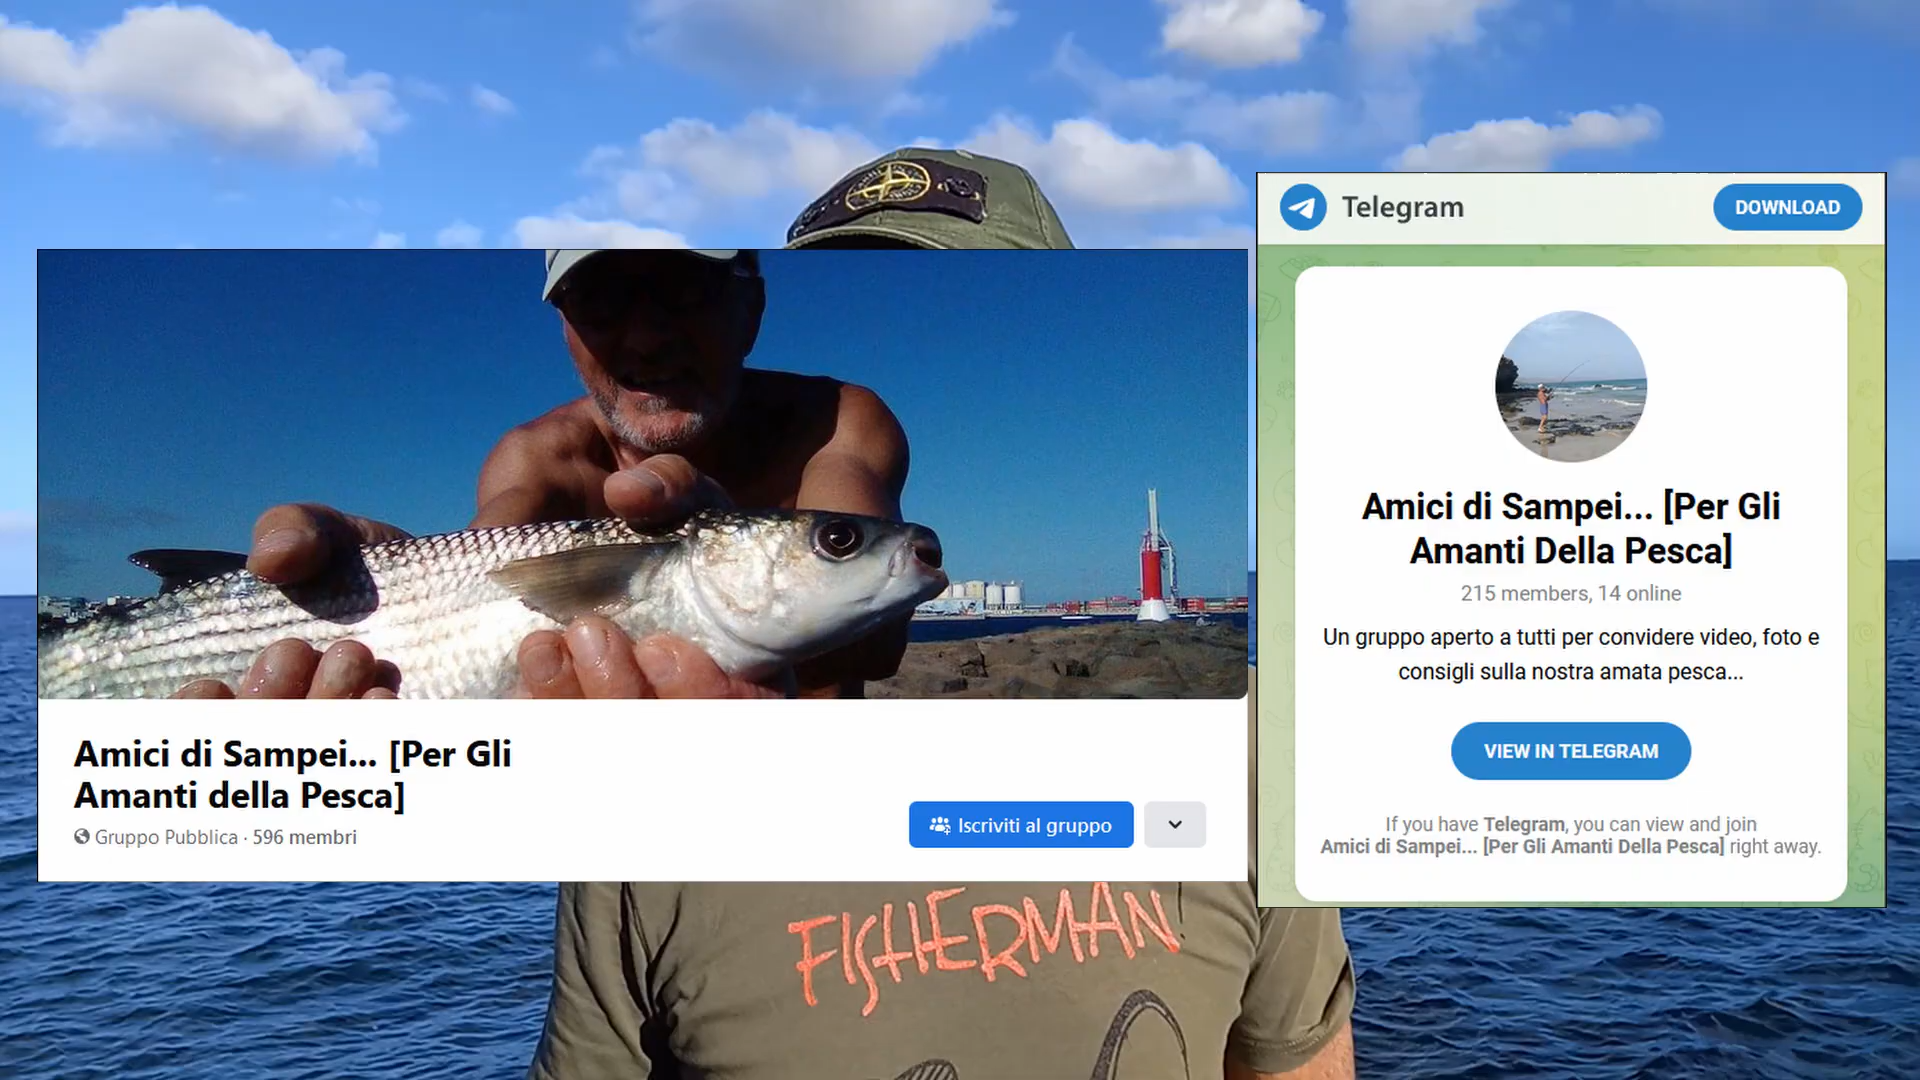 Amici di Sampei... [Per Gli
Amanti della Pesca]
Gruppo Pubblica · 596 membri
Iscriviti al gruppo
Telegram
DOWNLOAD
Amici di Sampei... [Per Gli
Amanti Della Pesca]
215 members, 14 online
Un gruppo aperto a tutti per convidere video, foto e
consigli sulla nostra amata pesca...
VIEW IN TELEGRAM
If you have Telegram, you can view and join
Amici di Sampei... [Per Gli Amanti Della Pesca] right away.
FISHERMAN